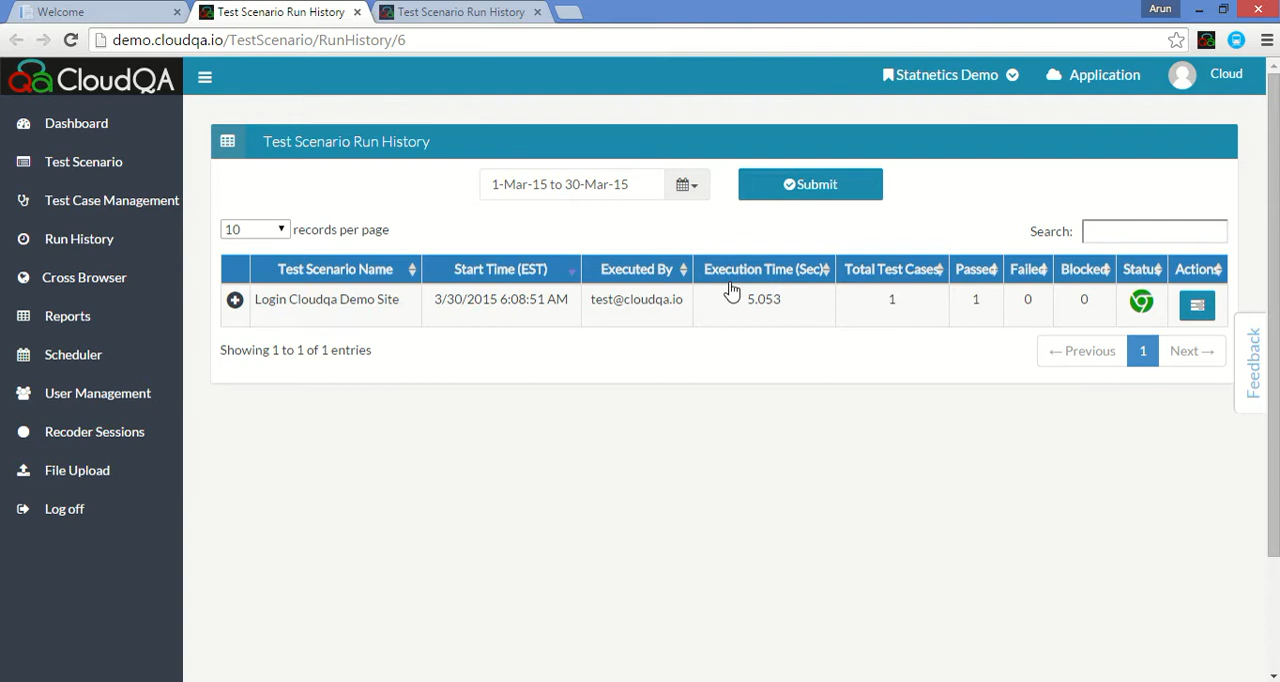 Welcome × Test Scenario Run History × Test Scenario Run History × Arun
demo.cloudqa.io/TestScenario/RunHistory/6
CloudQA Statnetics Demo Application Cloud
Dashboard
Test Scenario
Test Case Management
Run History
Cross Browser
Reports
Scheduler
User Management
Recoder Sessions
File Upload
Log off
Test Scenario Run History
1-Mar-15 to 30-Mar-15 Submit
10 records per page Search:
Test Scenario Name Start Time (EST) Executed By Execution Time (Sec) Total Test Cases Passed Failed Blocked Status Actions
Login Cloudqa Demo Site 3/30/2015 6:08:51 AM test@cloudqa.io 5.053 1 1 0 0
Showing 1 to 1 of 1 entries ← Previous 1 Next →
Feedback